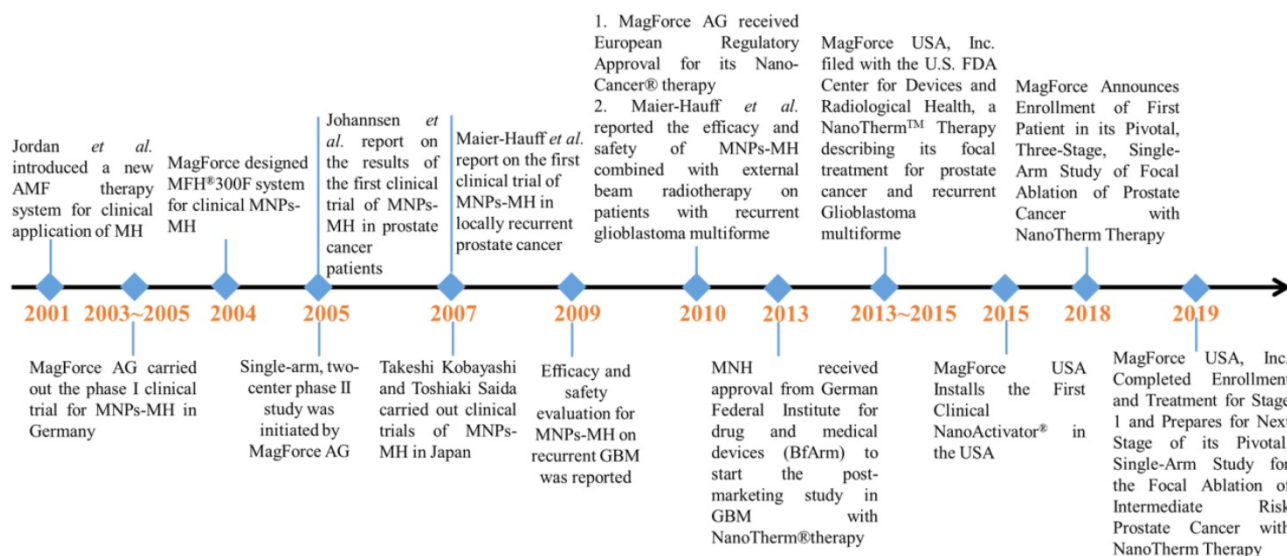 Jordan et al.
introduced a new
AMF therapy
system for clinical
application of MH
MagForce designed
MFH®300F system
for clinical MNPs-
MH
Johannsen et
al. report on
the results of
the first clinical
trial of MNPs-
MH in prostate
cancer
patients
Maier-Hauff et al.
report on the first
clinical trial of
MNPs-MH in
locally recurrent
prostate cancer
1. MagForce AG received
European Regulatory
Approval for its Nano-
Cancer® therapy
2. Maier-Hauff et al.
reported the efficacy and
safety of MNPs-MH
combined with external
beam radiotherapy on
patients with recurrent
glioblastoma multiforme
MagForce USA, Inc.
filed with the U.S. FDA
Center for Devices and
Radiological Health, a
NanoTherm™ Therapy
describing its focal
treatment for prostate
cancer and recurrent
Glioblastoma
multiforme
MagForce Announces
Enrollment of First
Patient in its Pivotal,
Three-Stage, Single-
Arm Study of Focal
Ablation of Prostate
Cancer with
NanoTherm Therapy
2001 2003~2005 2004 2005 2007 2009 2010 2013 2013~2015 2015 2018 2019
MagForce AG carried
out the phase I clinical
trial for MNPs-MH in
Germany
Single-arm, two-
center phase II
study was
initiated by
MagForce AG
Takeshi Kobayashi
and Toshiaki Saida
carried out clinical
trials of MNPs-
MH in Japan
Efficacy and
safety
evaluation for
MNPs-MH on
recurrent GBM
was reported
MNH received
approval from German
Federal Institute for
drug and medical
devices (BfArm) to
start the post-
marketing study in
GBM with
NanoTherm®therapy
MagForce USA
Installs the First
Clinical
NanoActivator® in
the USA
MagForce USA, Inc.
Completed Enrollment
and Treatment for Stage
1 and Prepares for Next
Stage of its Pivotal
Single-Arm Study for
the Focal Ablation of
Intermediate Risk
Prostate Cancer with
NanoTherm Therapy